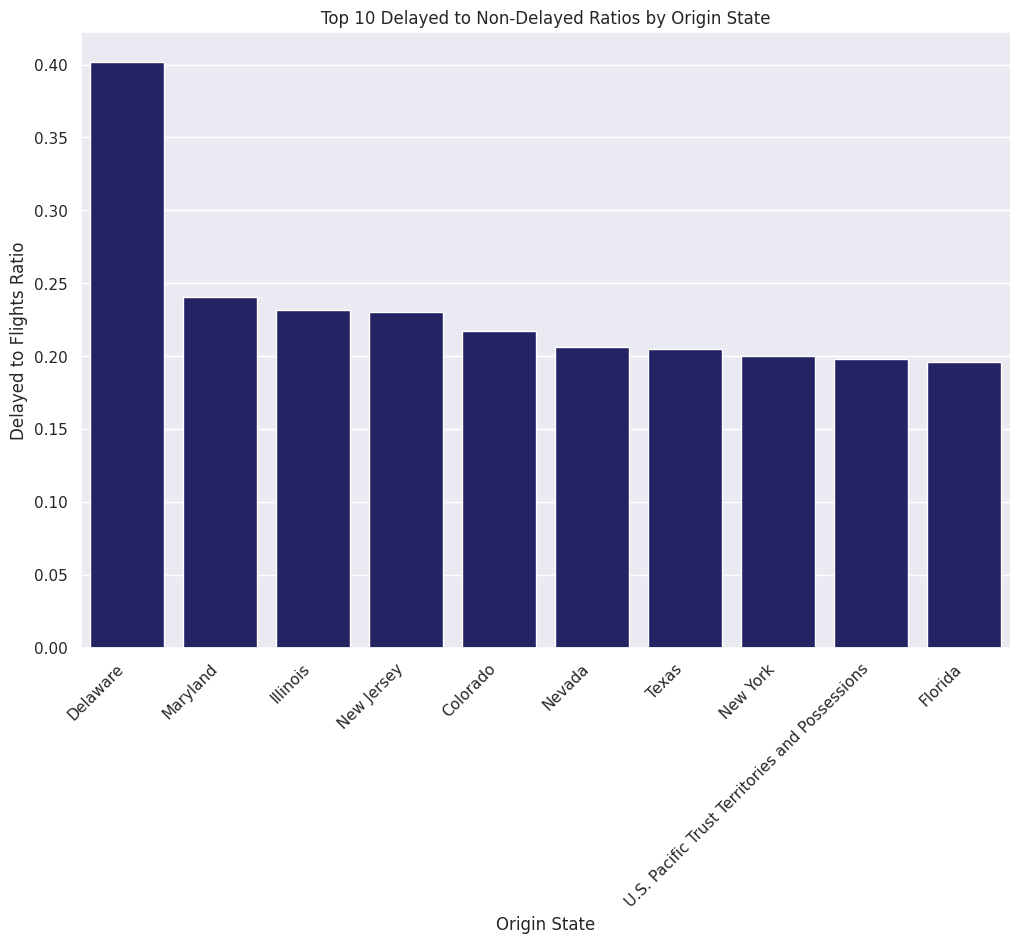 Top 10 Delayed to Non-Delayed Ratios by Origin State
Delayed to Flights Ratio
0.40
0.35
0.30
0.25
0.20
0.15
0.10
0.05
0.00
Delaware
Maryland
Illinois
New Jersey
Colorado
Nevada
Texas
New York
U.S. Pacific Trust Territories and Possessions
Florida
Origin State